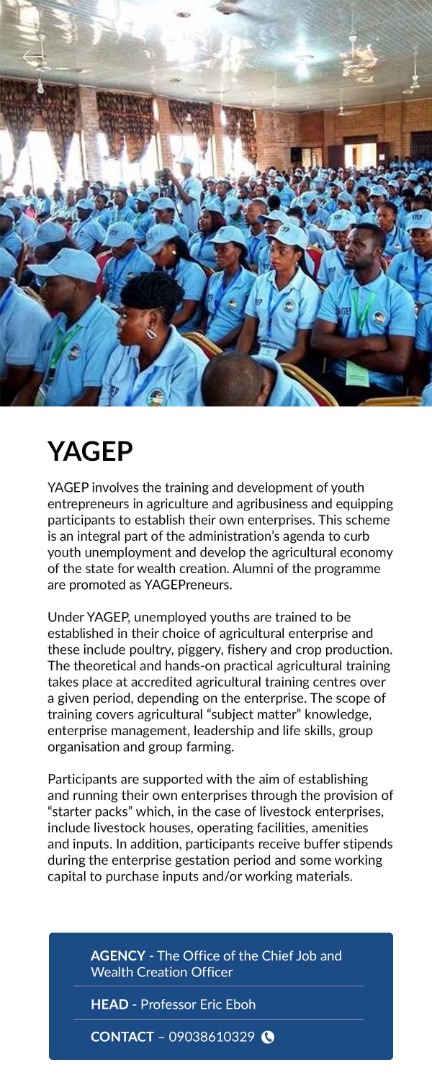 YAGEP
YAGEP involves the training and development of youth
entrepreneurs in agriculture and agribusiness and equipping
participants to establish their own enterprises. This scheme
is an integral part of the administration's agenda to curb
youth unemployment and develop the agricultural economy
of the state for wealth creation. Alumni of the programme
are promoted as YAGEPreneurs.
Under YAGEP, unemployed youths are trained to be
established in their choice of agricultural enterprise and
these include poultry, piggery, fishery and crop production.
The theoretical and hands-on practical agricultural training
takes place at accredited agricultural training centres over
a given period, depending on the enterprise. The scope of
training covers agricultural “subject matter” knowledge,
enterprise management, leadership and life skills, group
organisation and group farming.
Participants are supported with the aim of establishing
and running their own enterprises through the provision of
“starter packs” which, in the case of livestock enterprises,
include livestock houses, operating facilities, amenities
and inputs. In addition, participants receive buffer stipends
during the enterprise gestation period and some working
capital to purchase inputs and/or working materials.
AGENCY - The Office of the Chief Job and
Wealth Creation Officer
HEAD - Professor Eric Eboh
CONTACT – 09038610329